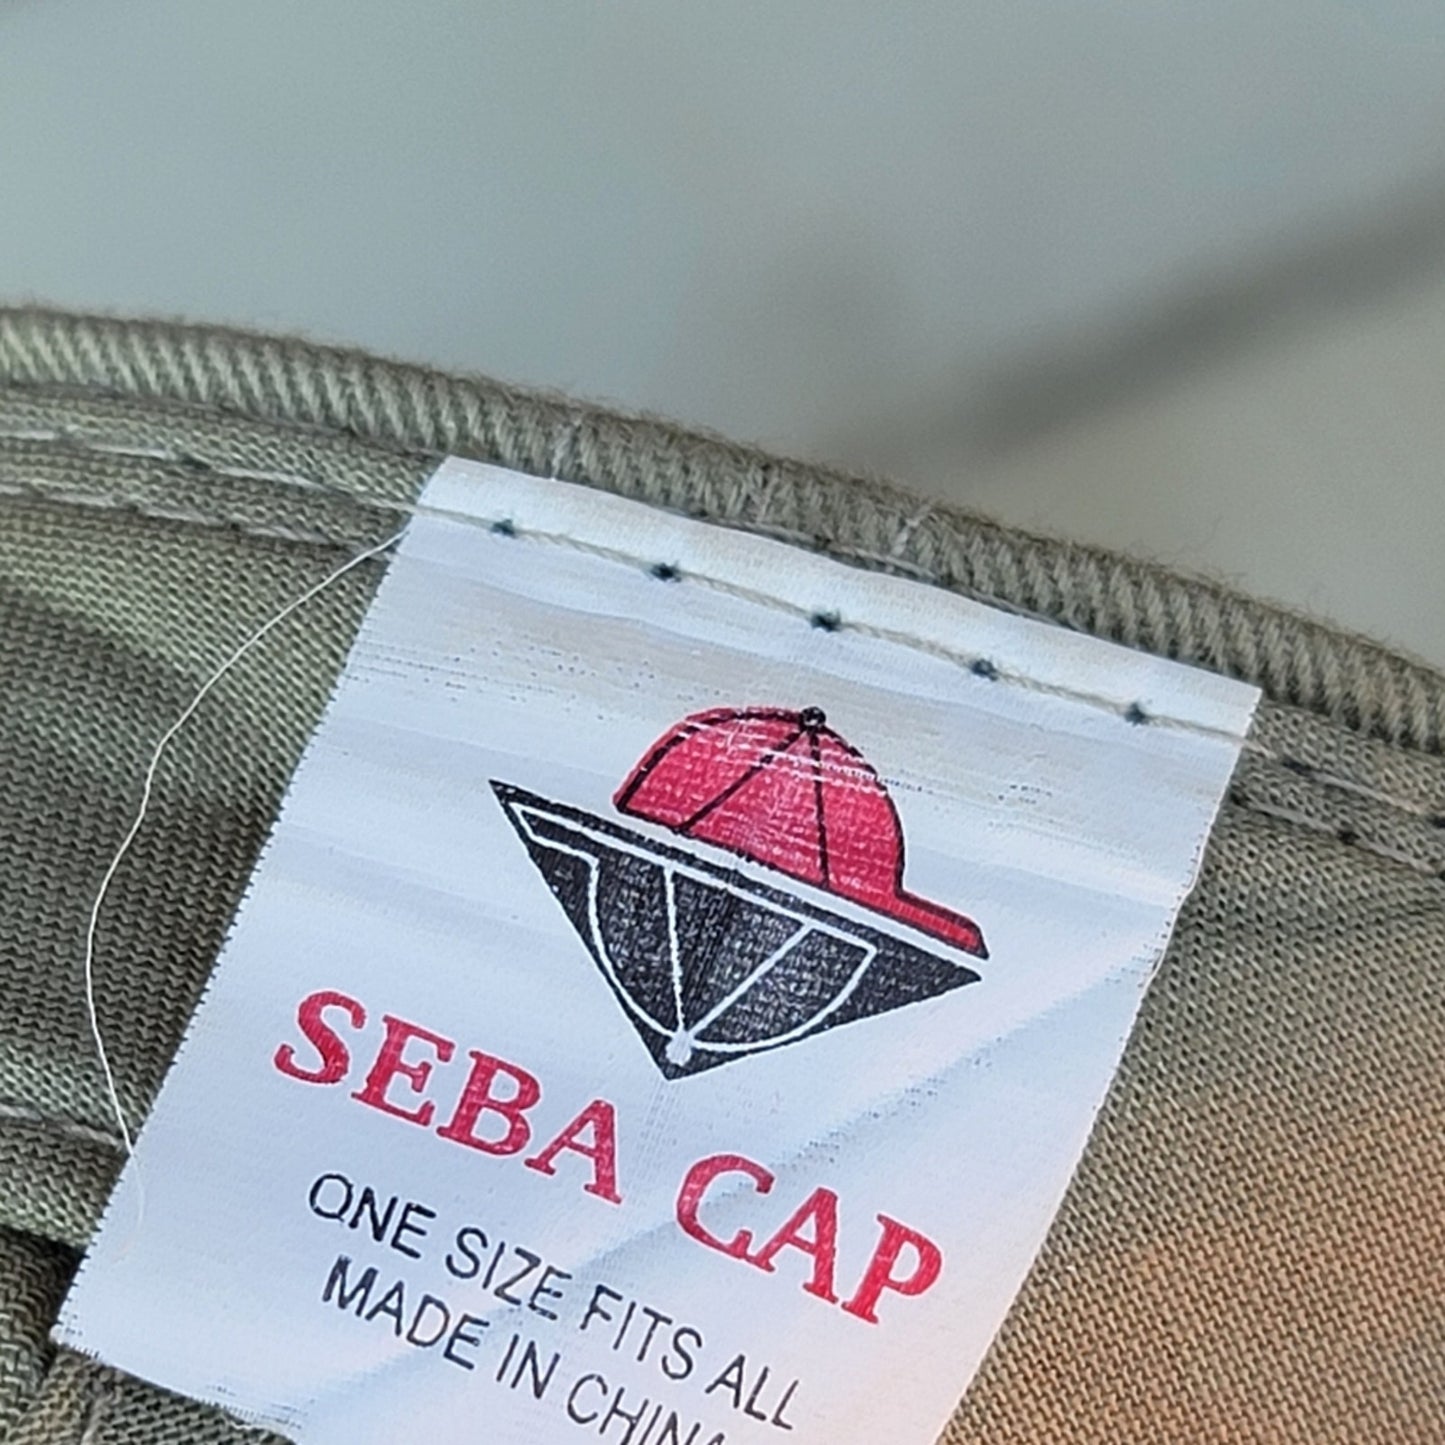 SEBA CAP
ONE SIZE FITS ALL
MADE IN CHINA